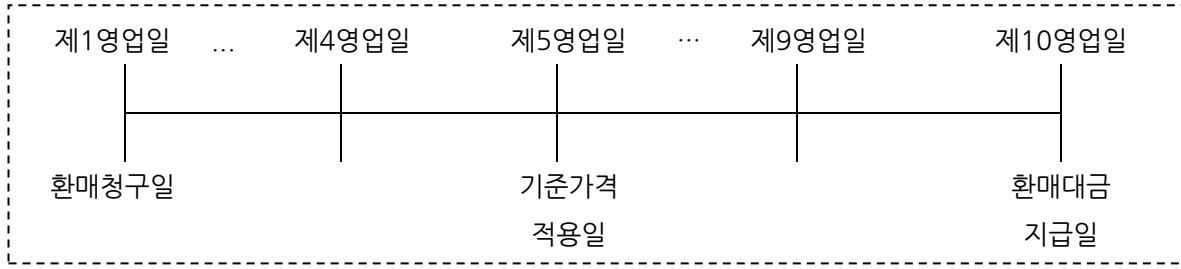 제1영업일 … 제4영업일 제5영업일 … 제9영업일 제10영업일
환매청구일 기준가격 환매대금
적용일 지급일